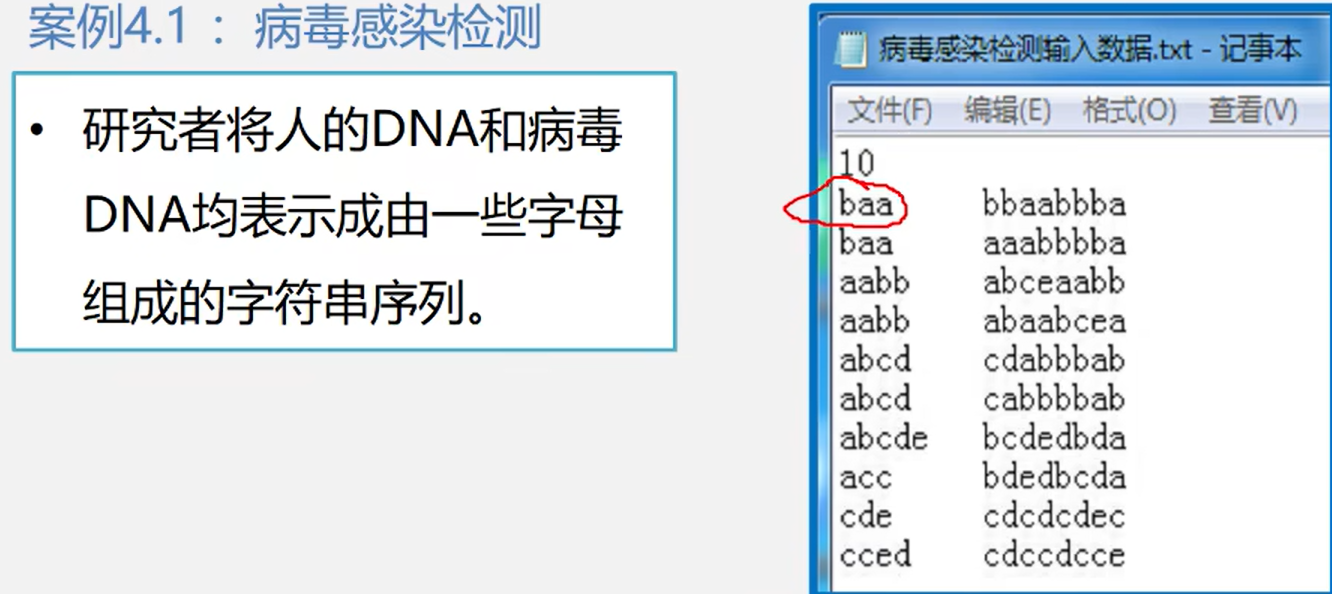 案例4.1：病毒感染检测
• 研究者将人的DNA和病毒
DNA均表示成由一些字母
组成的字符串序列。
病毒感染检测输入数据.txt - 记事本
文件(F) 编辑(E) 格式(O) 查看(V)
10
baa bbaabbba
baa aaabbbba
aabb abceaabb
aabb abaabcea
abcd cdabbbab
abcd cabbbbab
abcde bcdedbda
acc bdedbcda
cde cdcdcdec
cced cdccdcce